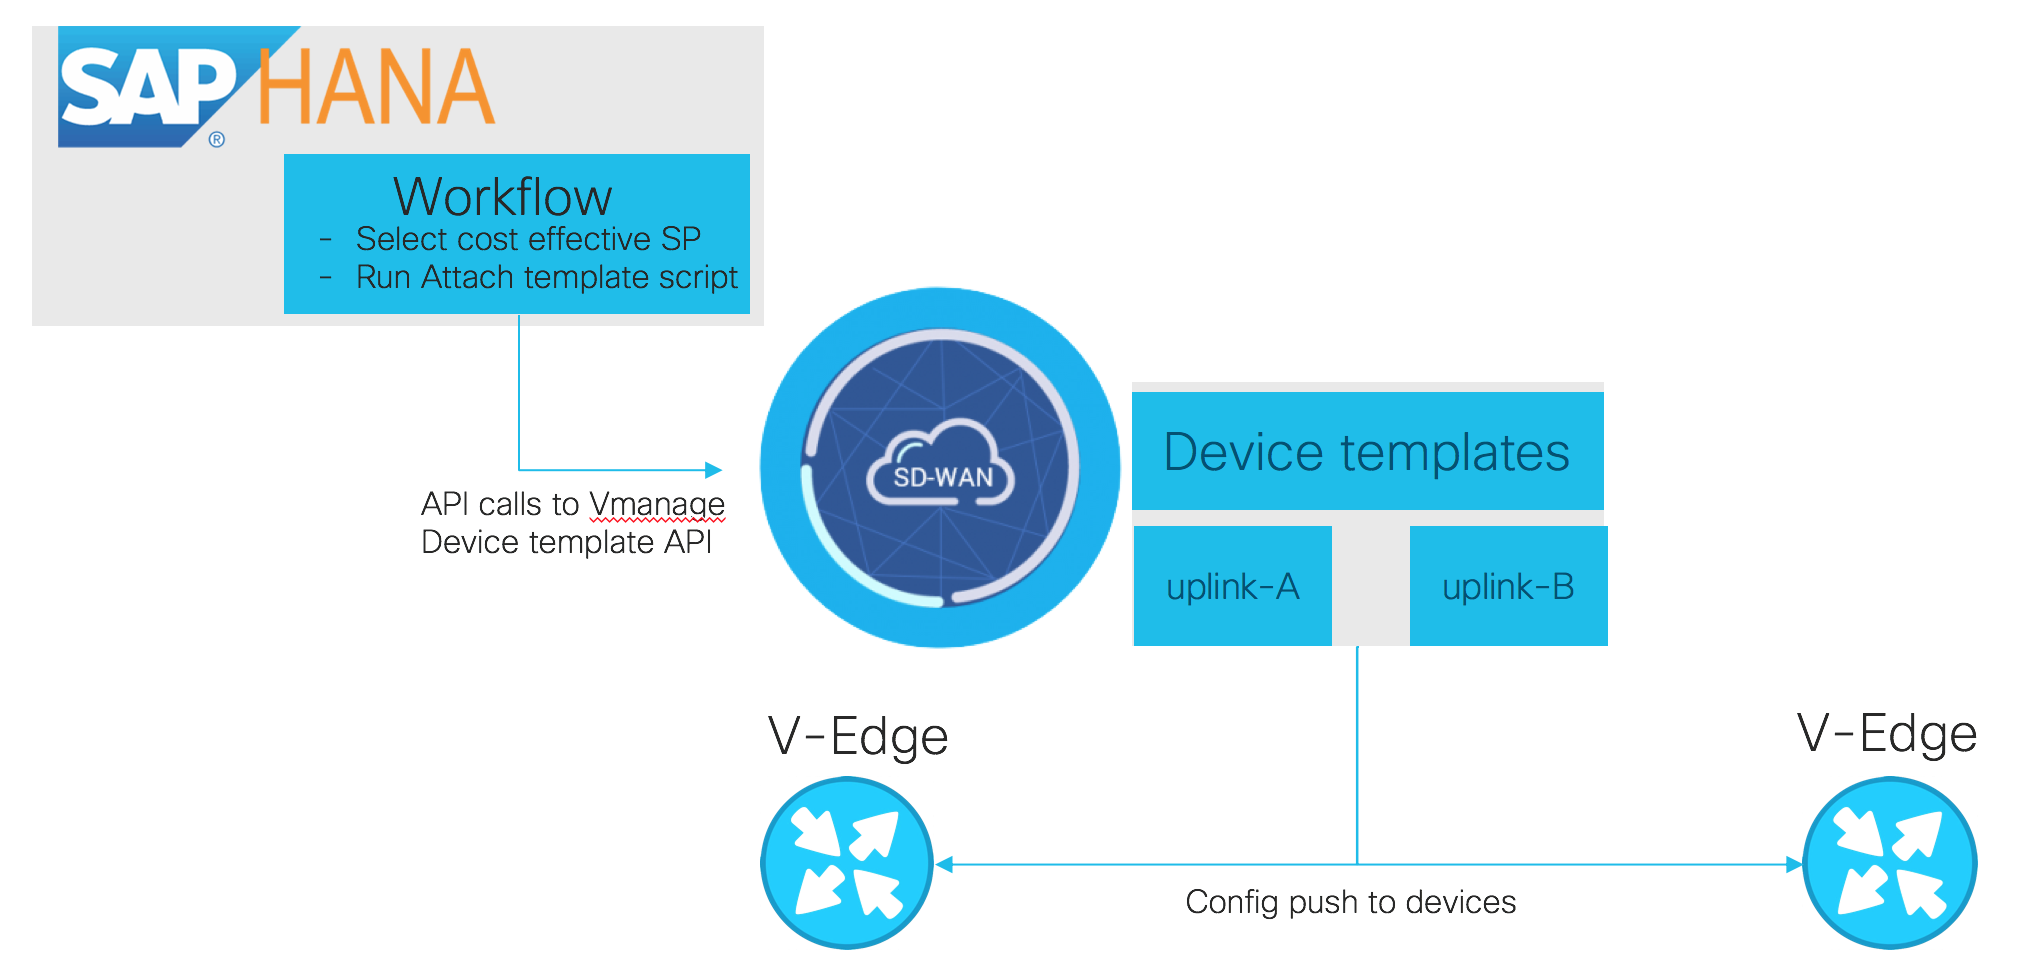 SAP HANA
®
Workflow
- Select cost effective SP
- Run Attach template script
API calls to Vmanage
Device template API
SD-WAN
Device templates
uplink-A
uplink-B
V-Edge
V-Edge
Config push to devices